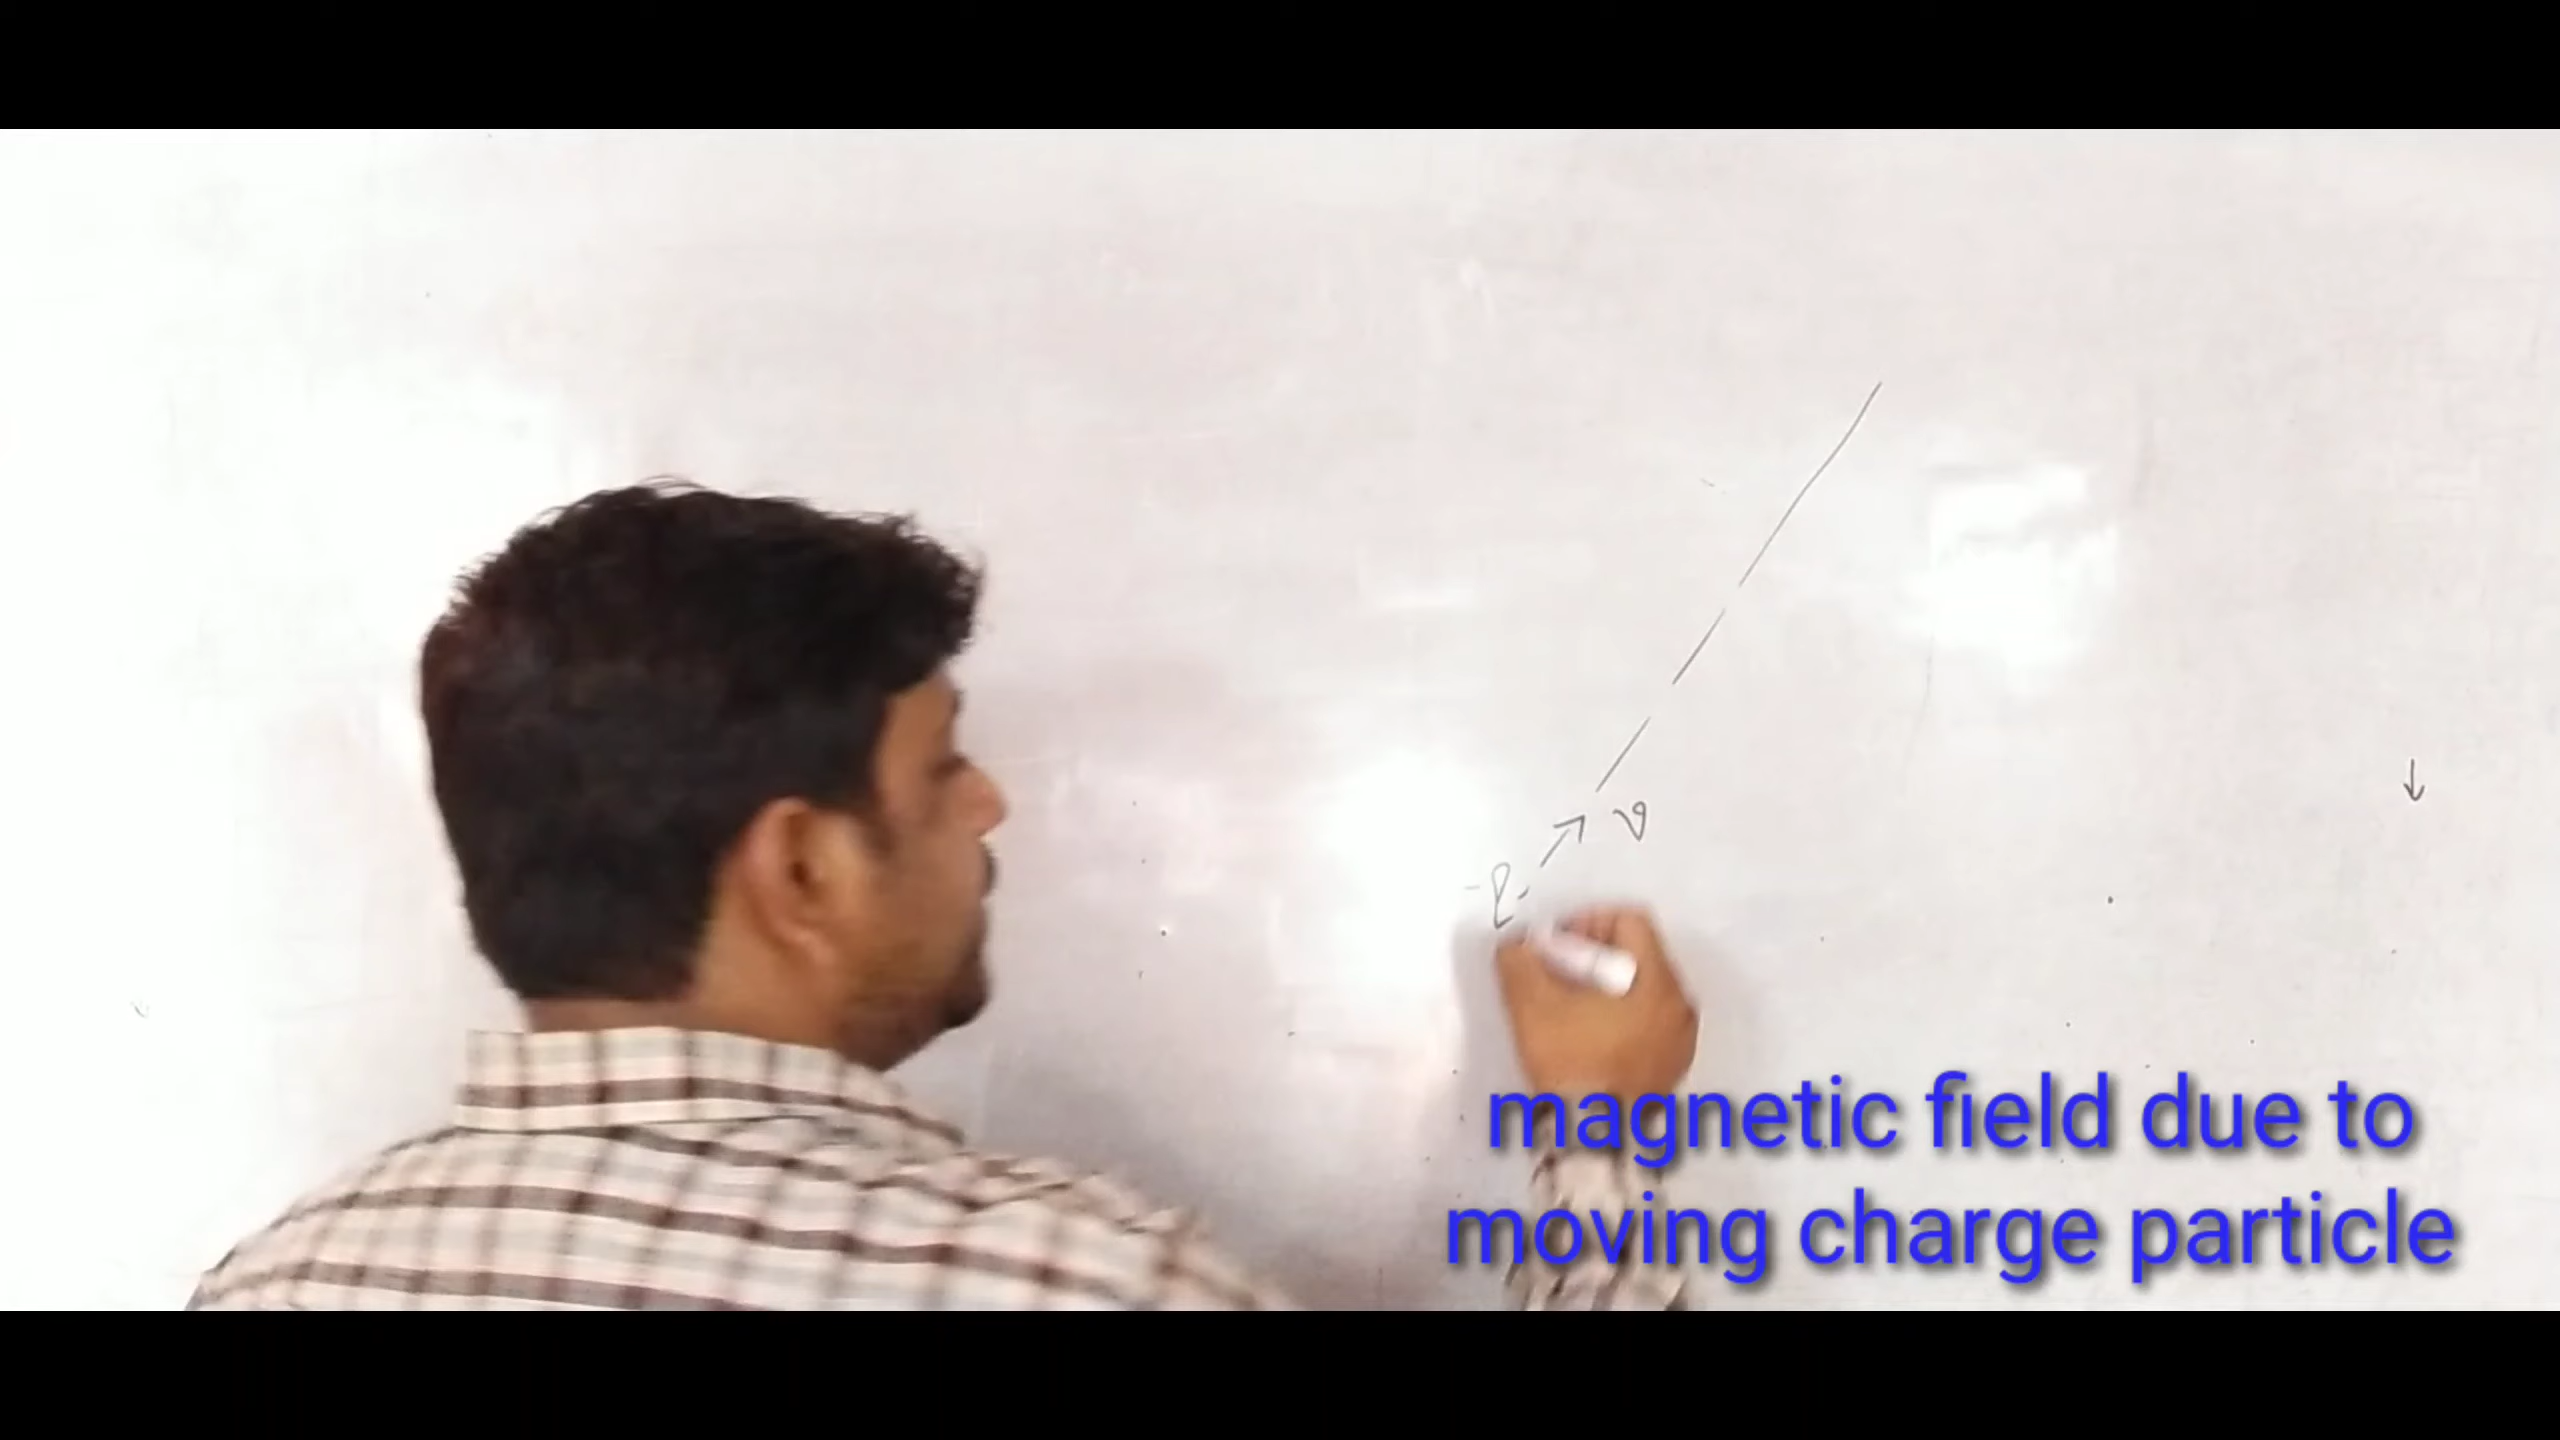 v
magnetic field due to
moving charge particle